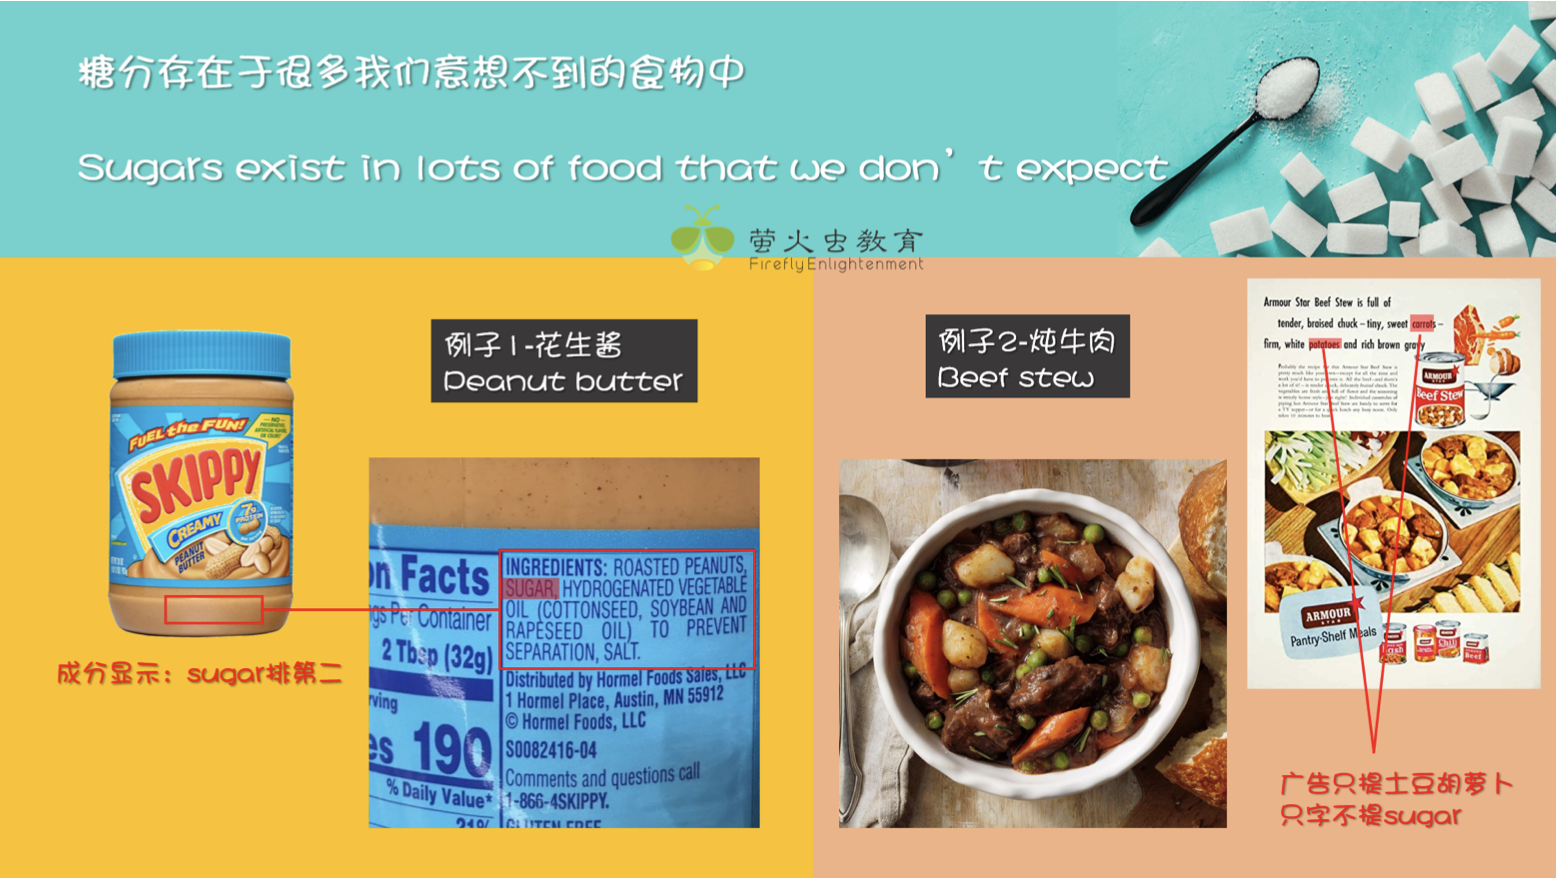 糖分存在于很多我们意想不到的食物中
Sugars exist in lots of food that we don’t expect
萤火虫教育
FireflyEnlightenment
例子1-花生酱
Peanut butter
FUEL the FUN!
SKIPPY
CREAMY
PEANUT
BUTTER
7g
PROTEIN
成分显示：sugar排第二
on Facts
gs Per Container
2 Tbsp (32g)
rving
es 190
% Daily Value*
21%
INGREDIENTS: ROASTED PEANUTS,
SUGAR, HYDROGENATED VEGETABLE
OIL (COTTONSEED, SOYBEAN AND
RAPESEED OIL) TO PREVENT
SEPARATION, SALT.
Distributed by Hormel Foods Sales, LLC
1 Hormel Place, Austin, MN 55912
© Hormel Foods, LLC
S0082416-04
Comments and questions call
1-866-4SKIPPY.
GLUTEN FREE
例子2-炖牛肉
Beef stew
Armour Star Beef Stew is full of
tender, braised chuck – tiny, sweet carrots –
firm, white potatoes and rich brown gravy
ARMOUR
STAR
Beef Stew
ARMOUR
STAR
Pantry-Shelf Meals
广告只提土豆胡萝卜
只字不提sugar